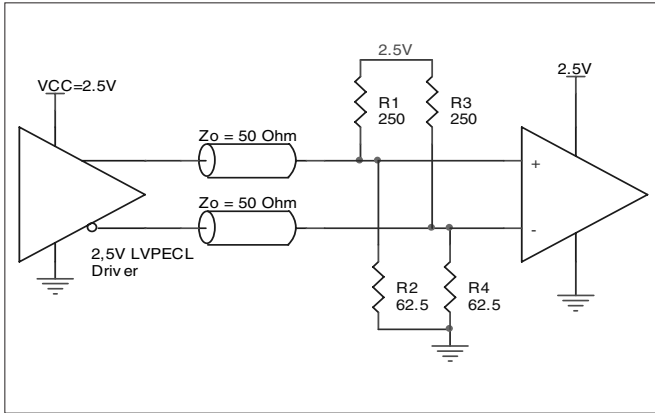 2.5V
VCC=2.5V
2.5V
R1
250
R3
250
Zo = 50 Ohm
+
Zo = 50 Ohm
-
2,5V LVPECL
Driver
R2
62.5
R4
62.5